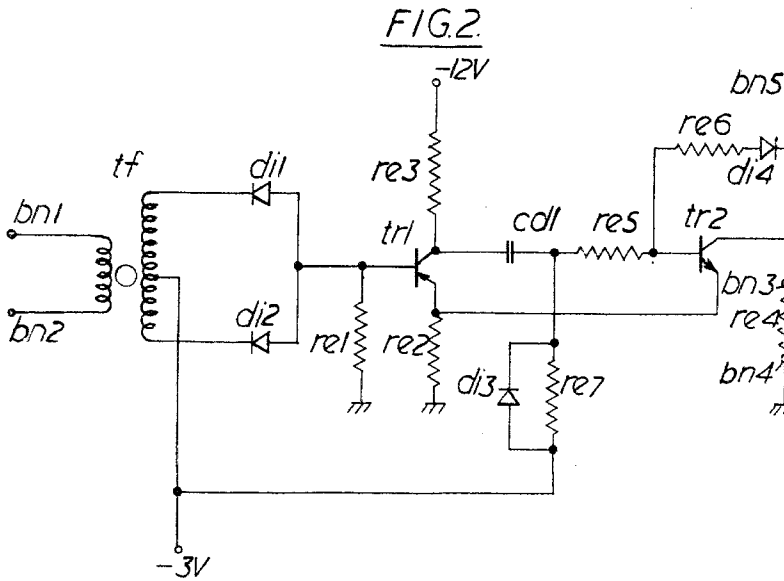 FIG.2.
-12V
bn5
re6
di4
tf
di1
re3
bn1
tr1
cd1
re5
tr2
bn2
di2
re1
re2
bn3
re4
di3
re7
bn4
-3V